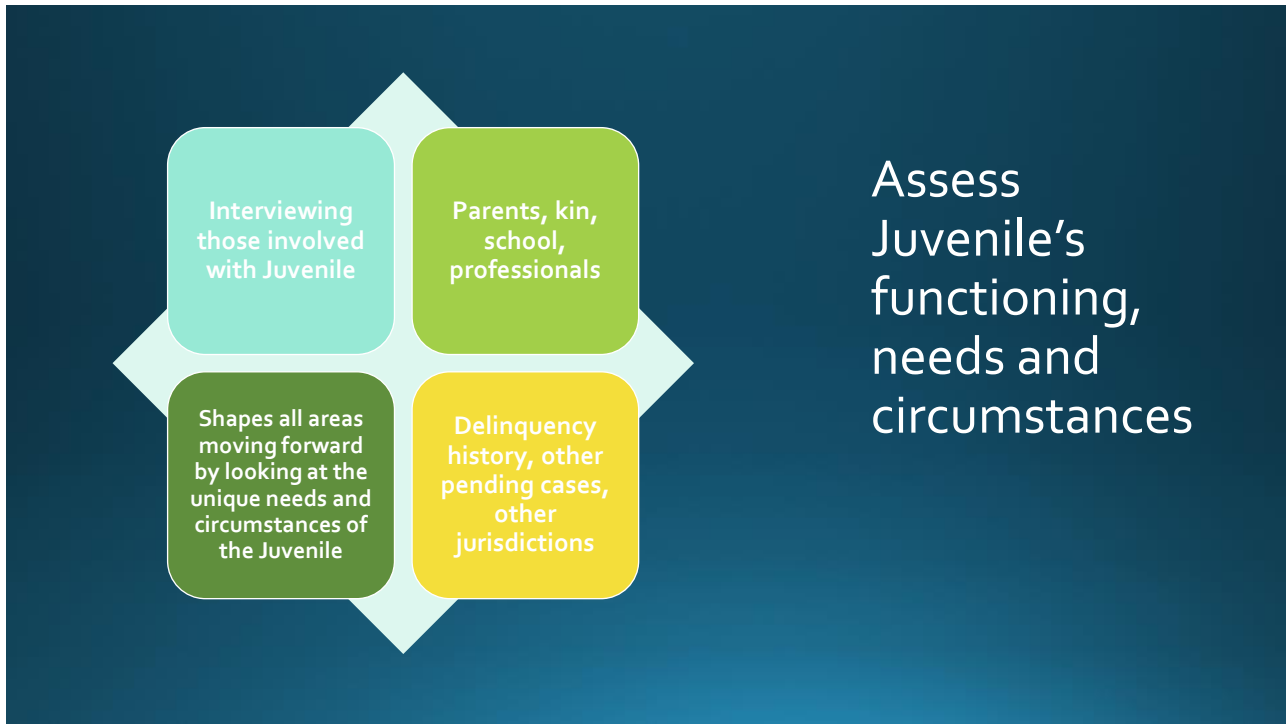 Interviewing
those involved
with Juvenile
Parents, kin,
school,
professionals
Shapes all areas
moving forward
by looking at the
unique needs and
circumstances of
the Juvenile
Delinquency
history, other
pending cases,
other
jurisdictions
Assess
Juvenile’s
functioning,
needs and
circumstances